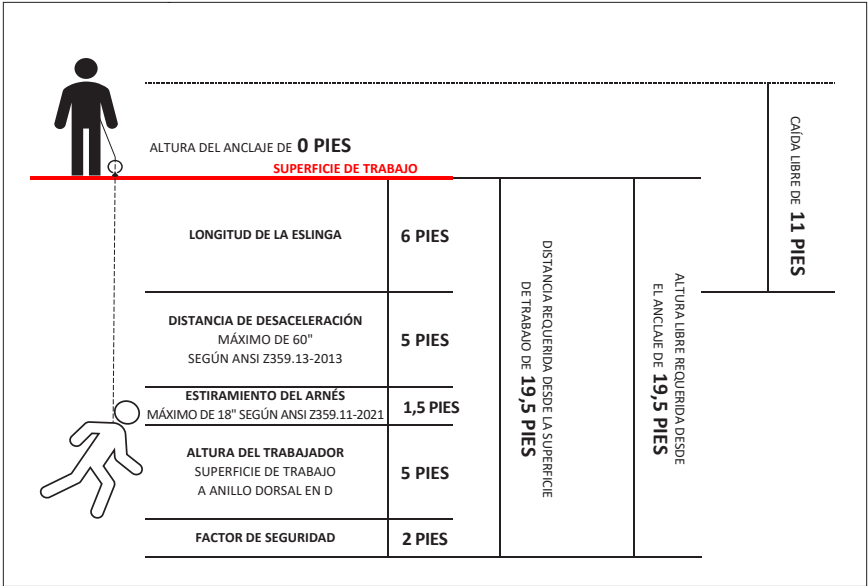 ALTURA DEL ANCLAJE DE 0 PIES
SUPERFICIE DE TRABAJO
LONGITUD DE LA ESLINGA
6 PIES
DISTANCIA DE DESACELERACIÓN
MÁXIMO DE 60"
SEGÚN ANSI Z359.13-2013
5 PIES
ESTIRAMIENTO DEL ARNÉS
MÁXIMO DE 18" SEGÚN ANSI Z359.11-2021
1,5 PIES
ALTURA DEL TRABAJADOR
SUPERFICIE DE TRABAJO
A ANILLO DORSAL EN D
5 PIES
FACTOR DE SEGURIDAD
2 PIES
DISTANCIA REQUERIDA DESDE LA SUPERFICIE
DE TRABAJO DE 19,5 PIES
ALTURA LIBRE REQUERIDA DESDE
EL ANCLAJE DE 19,5 PIES
CAÍDA LIBRE DE 11 PIES